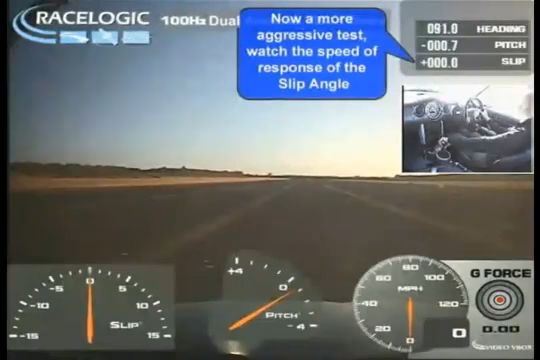 RACELOGIC
100Hz Dual
Now a more
aggressive test,
watch the speed of
response of the
Slip Angle
091.0 HEADING
-000.7 PITCH
+000.0 SLIP
-15 -10 -5 0 5 10 15
SLIP
+4 0 -4
PITCH
0 20 40 60 80 100 120
MPH
0
G FORCE
0.00
VIDEO VBOX